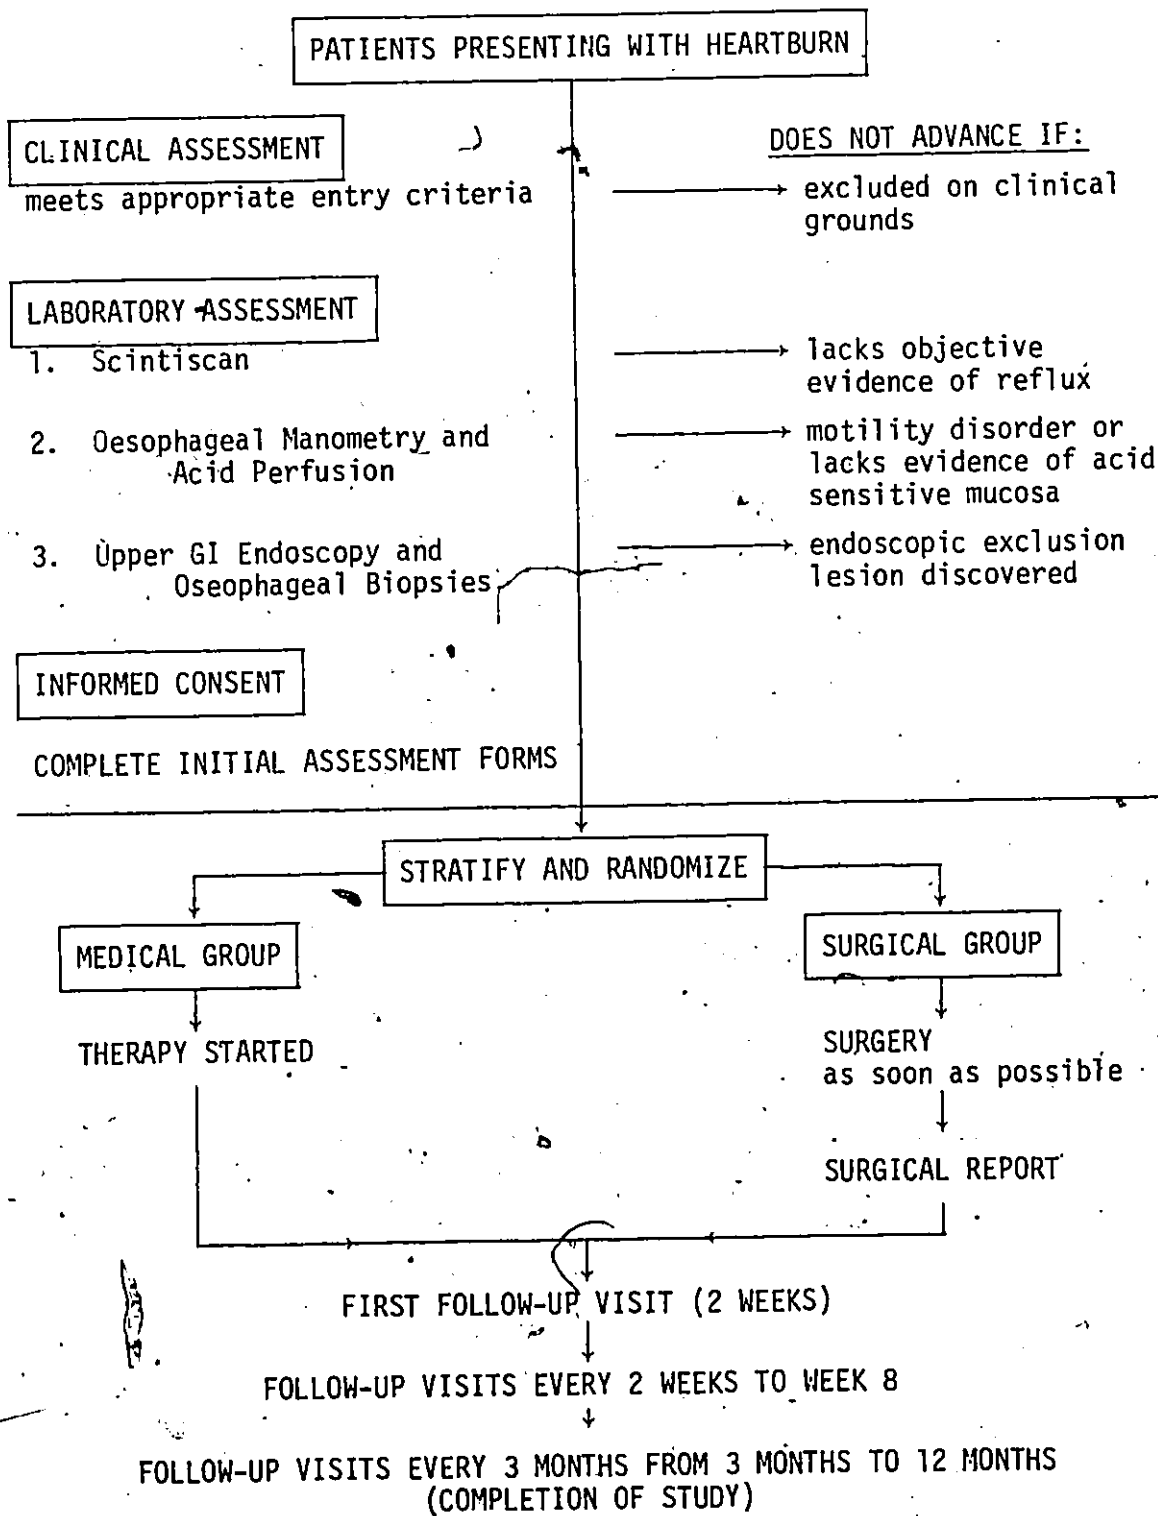 PATIENTS PRESENTING WITH HEARTBURN
CLINICAL ASSESSMENT
DOES NOT ADVANCE IF:
meets appropriate entry criteria
excluded on clinical
grounds
LABORATORY ASSESSMENT
1. Scintiscan
lacks objective
evidence of reflux
2. Oesophageal Manometry and
Acid Perfusion
motility disorder or
lacks evidence of acid
sensitive mucosa
3. Upper GI Endoscopy and
Oseophageal Biopsies
endoscopic exclusion
lesion discovered
INFORMED CONSENT
COMPLETE INITIAL ASSESSMENT FORMS
STRATIFY AND RANDOMIZE
MEDICAL GROUP
SURGICAL GROUP
THERAPY STARTED
SURGERY
as soon as possible
SURGICAL REPORT
FIRST FOLLOW-UP VISIT (2 WEEKS)
FOLLOW-UP VISITS EVERY 2 WEEKS TO WEEK 8
FOLLOW-UP VISITS EVERY 3 MONTHS FROM 3 MONTHS TO 12 MONTHS
(COMPLETION OF STUDY)